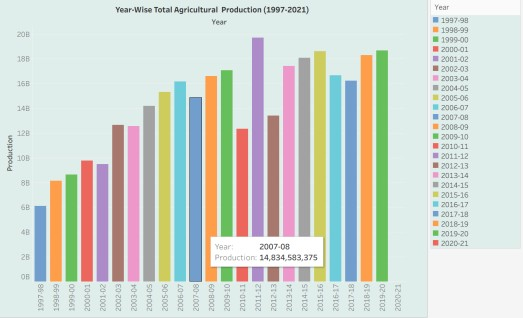 Year-Wise Total Agricultural Production (1997-2021)
Year
20B
18B
16B
14B
12B
10B
8B
6B
4B
2B
0B
Production
Year: 2007-08
Production: 14,834,583,375
1997-98
1998-99
1999-00
2000-01
2001-02
2002-03
2003-04
2004-05
2005-06
2006-07
2007-08
2008-09
2009-10
2010-11
2011-12
2012-13
2013-14
2014-15
2015-16
2016-17
2017-18
2018-19
2019-20
2020-21
Year
1997-98
1998-99
1999-00
2000-01
2001-02
2002-03
2003-04
2004-05
2005-06
2006-07
2007-08
2008-09
2009-10
2010-11
2011-12
2012-13
2013-14
2014-15
2015-16
2016-17
2017-18
2018-19
2019-20
2020-21